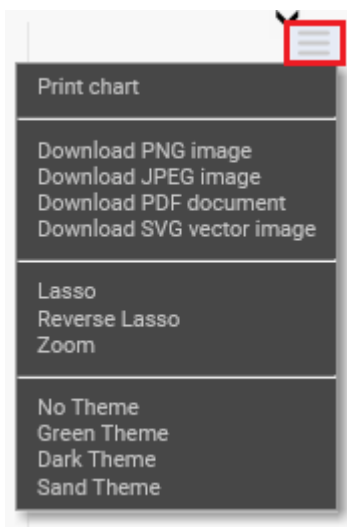 Print chart
Download PNG image
Download JPEG image
Download PDF document
Download SVG vector image
Lasso
Reverse Lasso
Zoom
No Theme
Green Theme
Dark Theme
Sand Theme